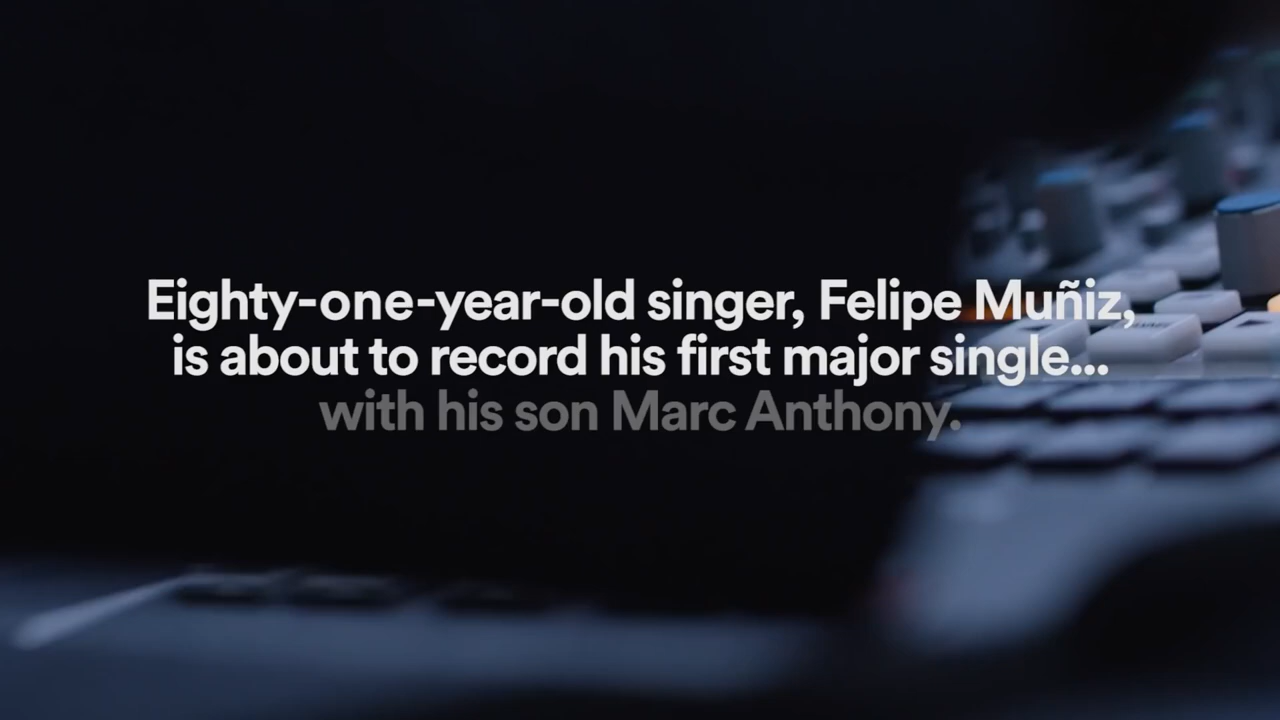 Eighty-one-year-old singer, Felipe Muñiz,
is about to record his first major single...
with his son Marc Anthony.